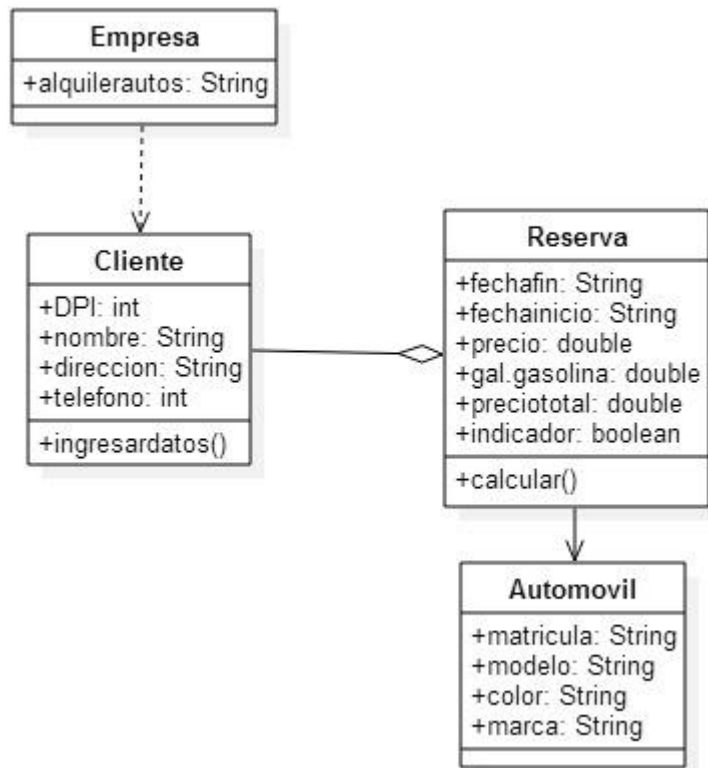 Empresa
+alquilerautos: String
Cliente
+DPI: int
+nombre: String
+direccion: String
+telefono: int
+ingresardatos()
Reserva
+fechafin: String
+fechainicio: String
+precio: double
+gal.gasolina: double
+preciototal: double
+indicador: boolean
+calcular()
Automovil
+matricula: String
+modelo: String
+color: String
+marca: String